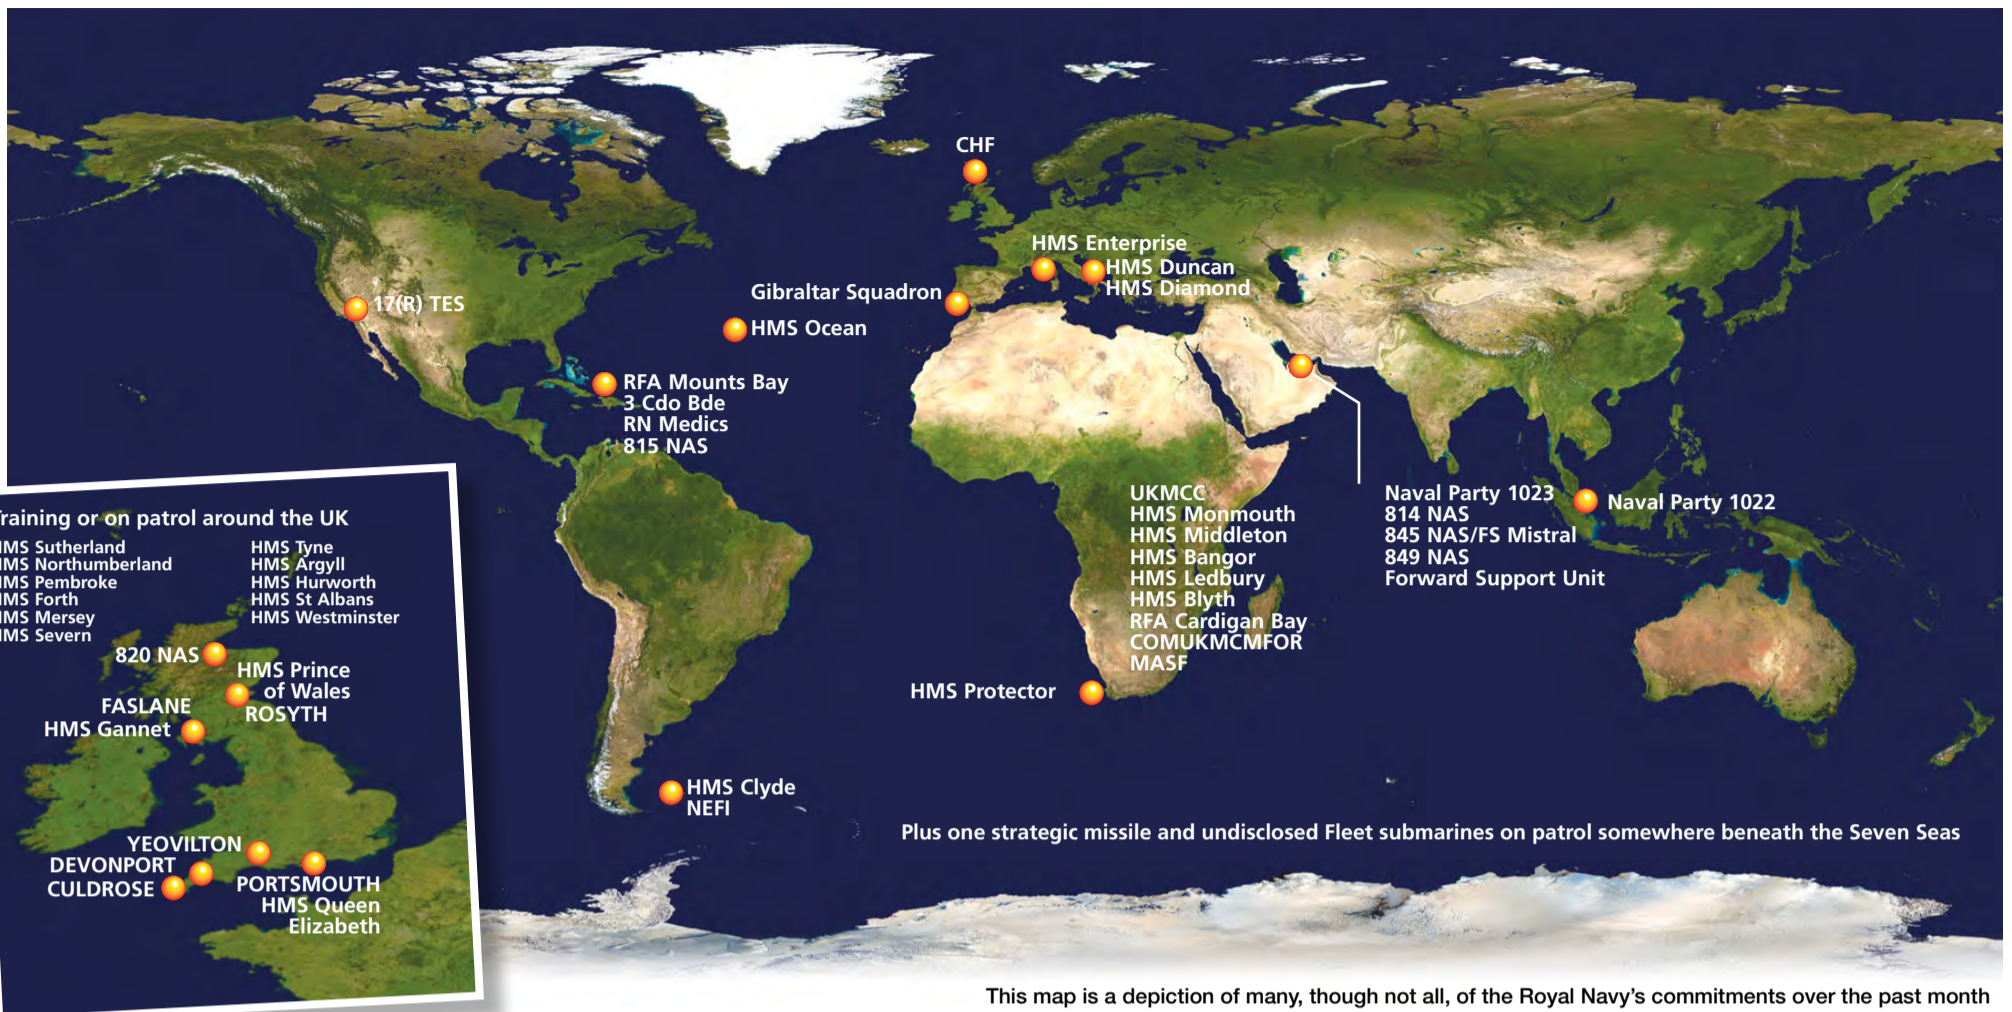 CHF
HMS Enterprise
HMS Duncan
HMS Diamond
Gibraltar Squadron
17(R) TES
HMS Ocean
RFA Mounts Bay
3 Cdo Bde
RN Medics
815 NAS
UKMCC
HMS Monmouth
HMS Middleton
HMS Bangor
HMS Ledbury
HMS Blyth
RFA Cardigan Bay
COMUKMCMFOR
MASF
Naval Party 1023
814 NAS
845 NAS/FS Mistral
849 NAS
Forward Support Unit
Naval Party 1022
HMS Protector
HMS Clyde
NEFI
Plus one strategic missile and undisclosed Fleet submarines on patrol somewhere beneath the Seven Seas
Training or on patrol around the UK
HMS Sutherland
HMS Northumberland
HMS Pembroke
HMS Forth
HMS Mersey
HMS Severn
HMS Tyne
HMS Argyll
HMS Hurworth
HMS St Albans
HMS Westminster
820 NAS
HMS Prince
of Wales
ROSYTH
FASLANE
HMS Gannet
YEOVILTON
DEVONPORT
CULDROSE
PORTSMOUTH
HMS Queen
Elizabeth
This map is a depiction of many, though not all, of the Royal Navy's commitments over the past month